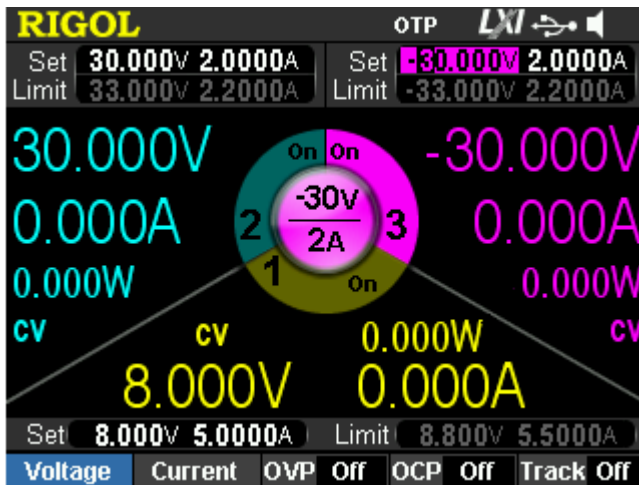 RIGOL OTP LXI
Set 30.000V 2.0000A Set -30.000V 2.0000A
Limit 33.000V 2.2000A Limit -33.000V 2.2000A
30.000V On On -30.000V
-30V
0.000A 2 2A 3 0.000A
0.000W 1 On 0.000W
cv cv 0.000W cv
8.000V 0.000A
Set 8.000V 5.0000A Limit 8.800V 5.5000A
Voltage Current OVP Off OCP Off Track Off